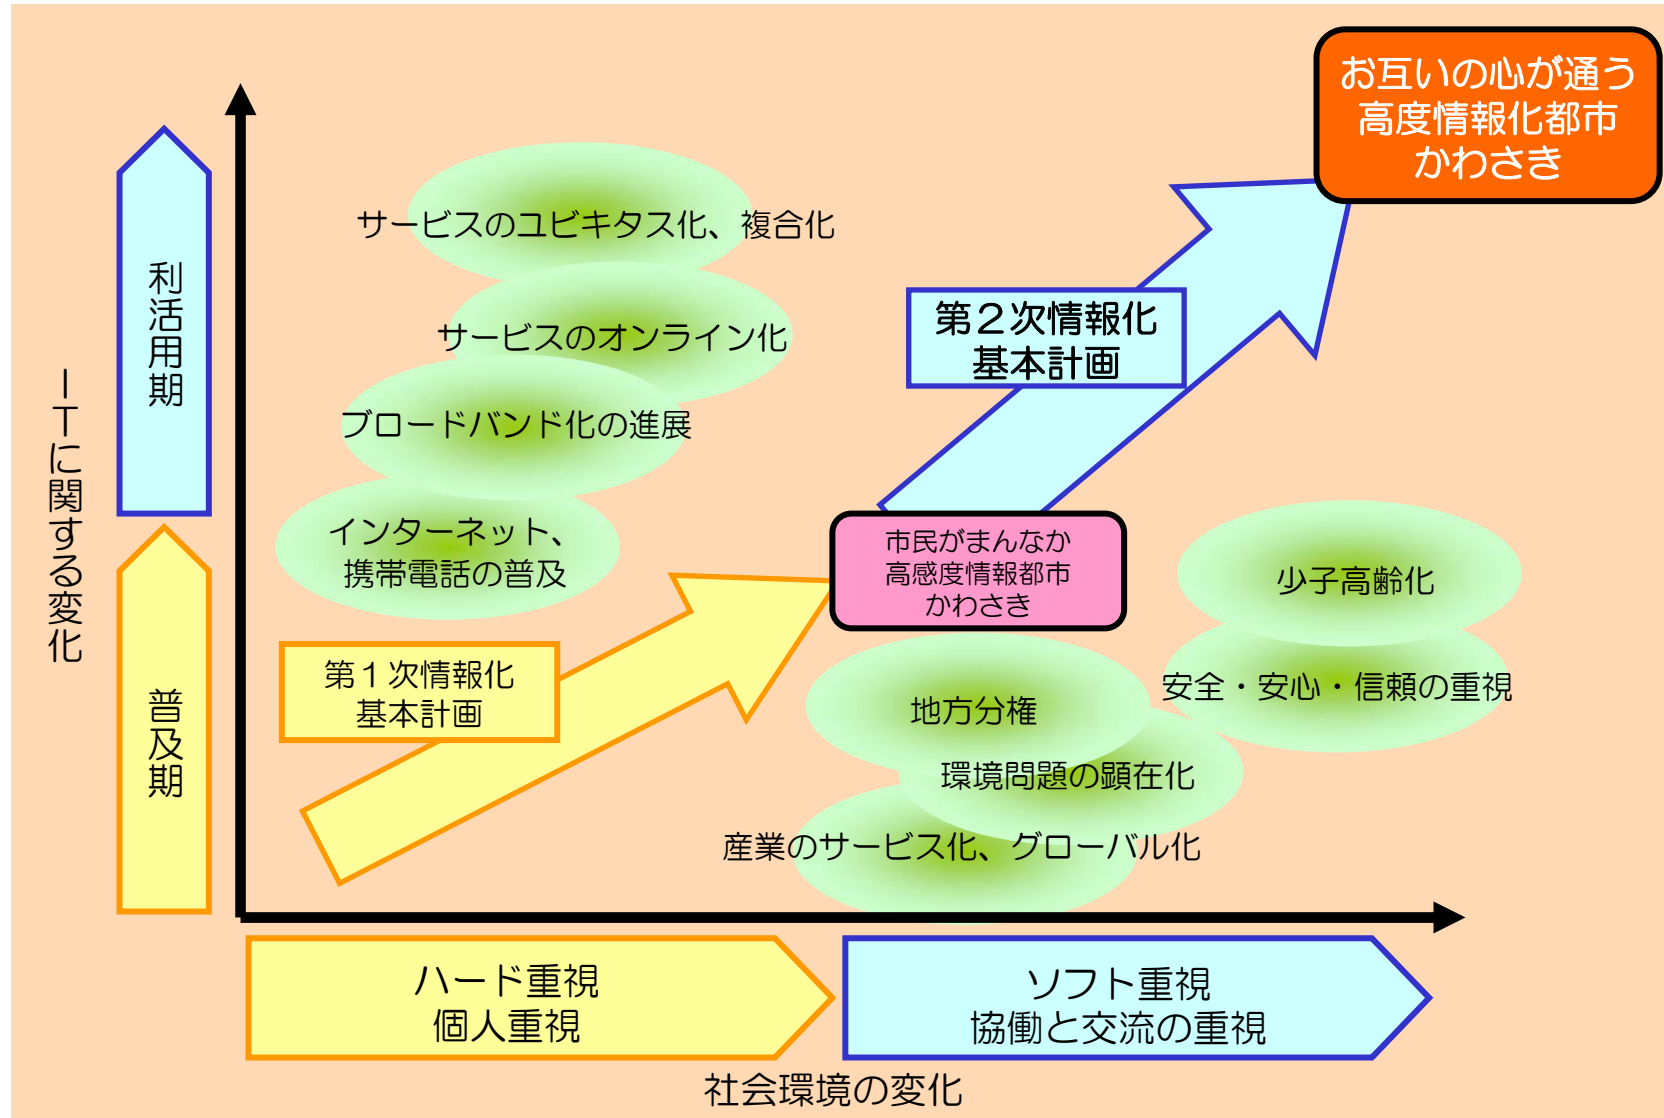 お互いの心が通う
高度情報化都市
かわさき
サービスのユビキタス化、複合化
利活用期
第２次情報化
基本計画
サービスのオンライン化
ブロードバンド化の進展
ＩＴに関する変化
インターネット、
携帯電話の普及
市民がまんなか
高感度情報都市
かわさき
少子高齢化
第１次情報化
基本計画
安全・安心・信頼の重視
地方分権
普及期
環境問題の顕在化
産業のサービス化、グローバル化
ハード重視
個人重視
ソフト重視
協働と交流の重視
社会環境の変化